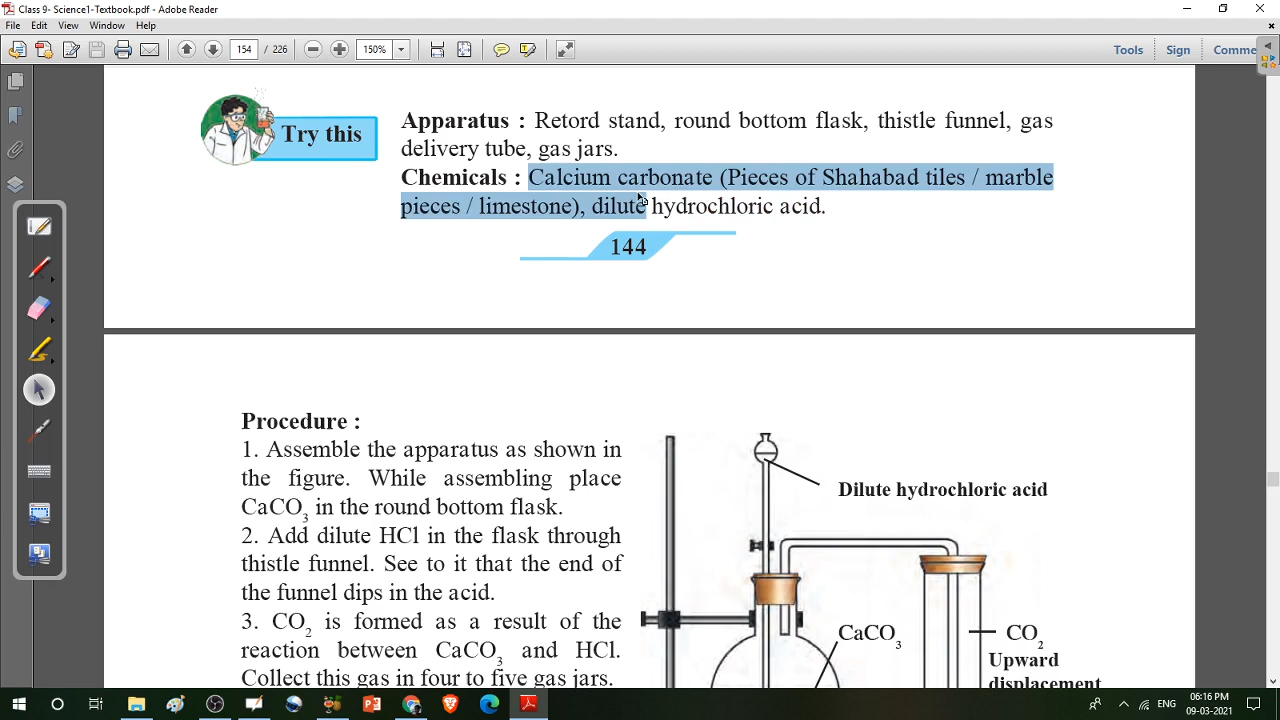 Class 9- Science1-Textbook.pdf - Adobe Reader
File Edit View Window Help
154 / 226 150% Tools Sign Comme
Try this
Apparatus : Retord stand, round bottom flask, thistle funnel, gas
delivery tube, gas jars.
Chemicals : Calcium carbonate (Pieces of Shahabad tiles / marble
pieces / limestone), dilute hydrochloric acid.
144
Procedure :
1. Assemble the apparatus as shown in
the figure. While assembling place
CaCO3 in the round bottom flask.
2. Add dilute HCl in the flask through
thistle funnel. See to it that the end of
the funnel dips in the acid.
3. CO2 is formed as a result of the
reaction between CaCO3 and HCl.
Collect this gas in four to five gas jars.
Dilute hydrochloric acid
CaCO3
CO2
Upward
displacement
ENG
06:16 PM
09-03-2021